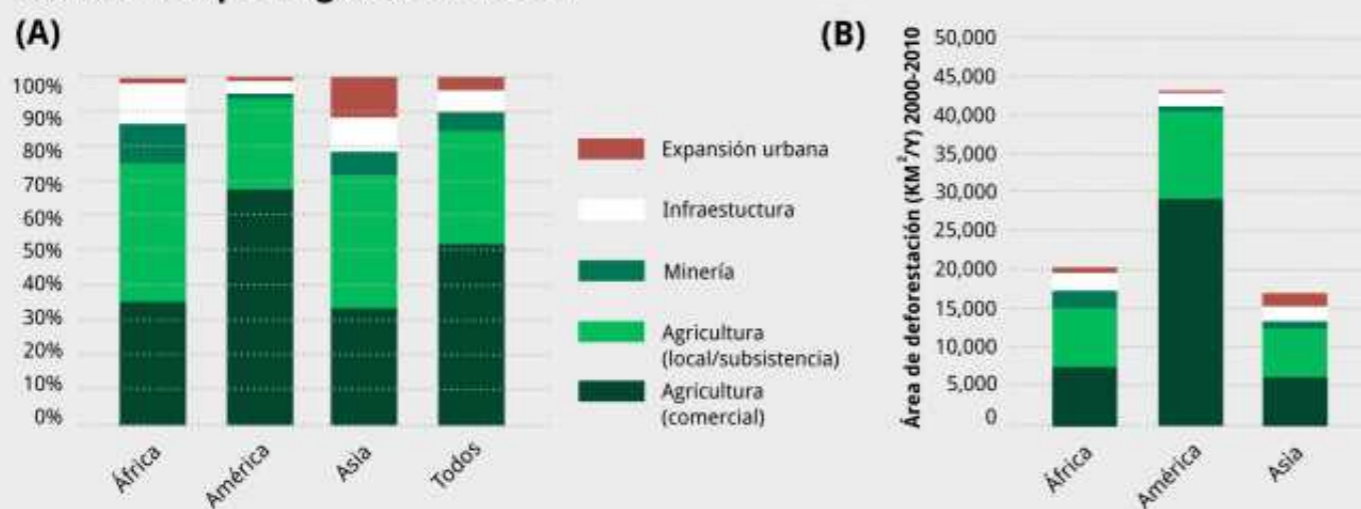 (A)
100%
90%
80%
70%
60%
50%
40%
30%
20%
10%
0%
África
América
Asia
Todos
Expansión urbana
Infraestuctura
Minería
Agricultura
(local/subsistencia)
Agricultura
(comercial)
(B)
Área de deforestación (KM²/Y) 2000-2010
50,000
45,000
40,000
35,000
30,000
25,000
20,000
15,000
10,000
5,000
0
África
América
Asia